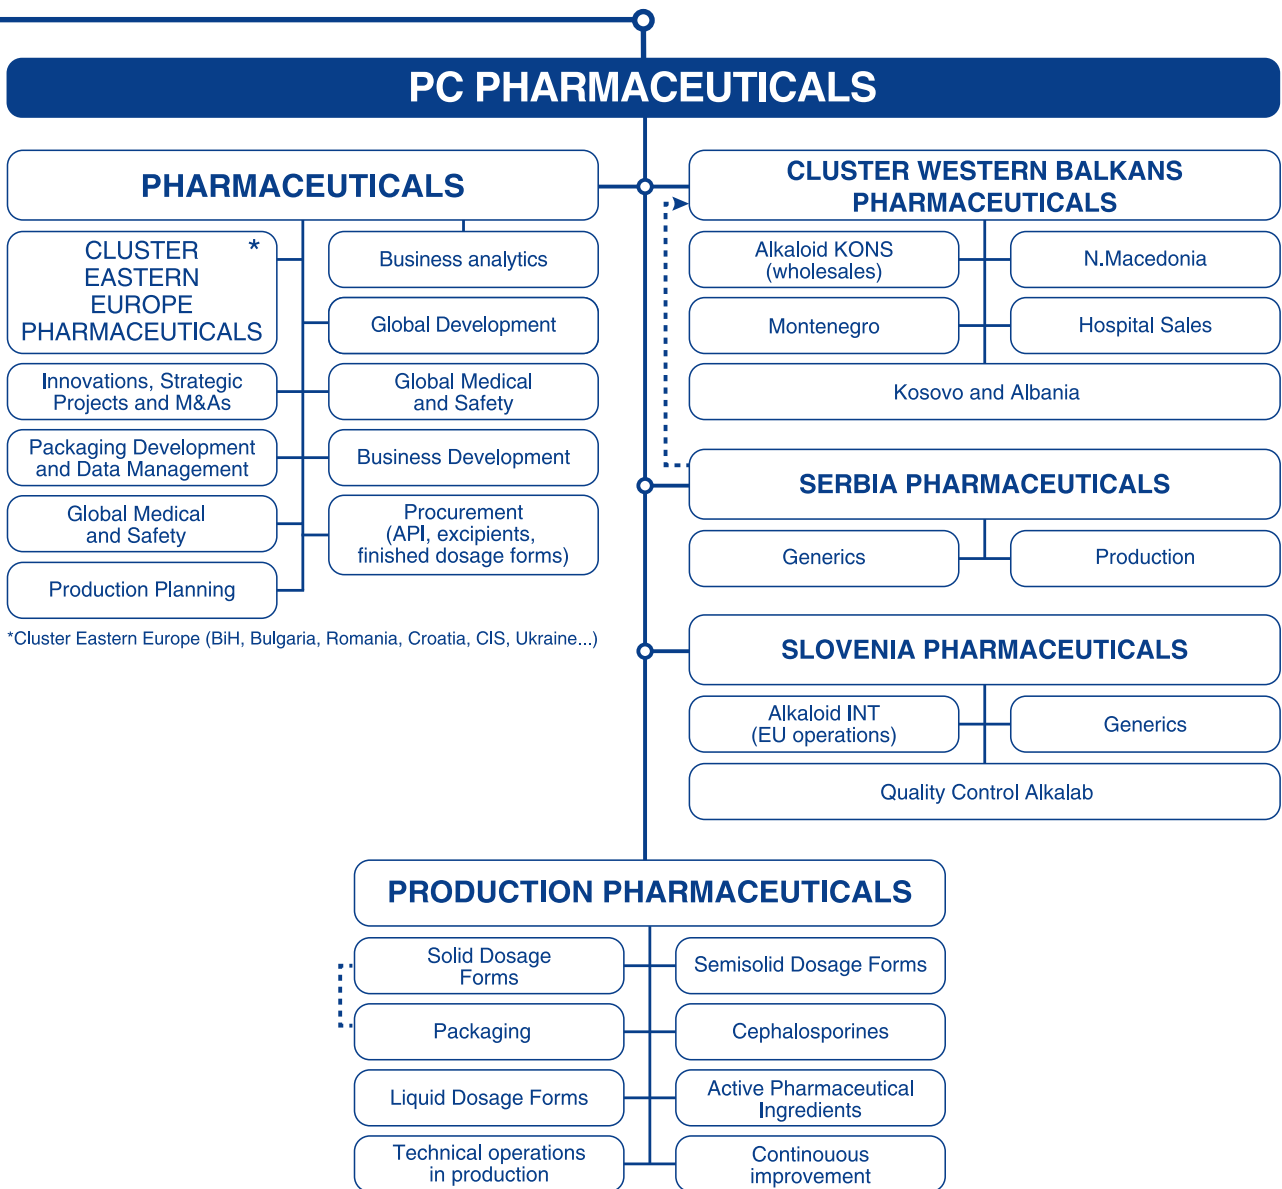 PC PHARMACEUTICALS
PHARMACEUTICALS
CLUSTER *
EASTERN
EUROPE
PHARMACEUTICALS
Business analytics
Global Development
Innovations, Strategic
Projects and M&As
Global Medical
and Safety
Packaging Development
and Data Management
Business Development
Global Medical
and Safety
Procurement
(API, excipients,
finished dosage forms)
Production Planning
*Cluster Eastern Europe (BiH, Bulgaria, Romania, Croatia, CIS, Ukraine...)
CLUSTER WESTERN BALKANS
PHARMACEUTICALS
Alkaloid KONS
(wholesales)
N.Macedonia
Montenegro
Hospital Sales
Kosovo and Albania
SERBIA PHARMACEUTICALS
Generics
Production
SLOVENIA PHARMACEUTICALS
Alkaloid INT
(EU operations)
Generics
Quality Control Alkalab
PRODUCTION PHARMACEUTICALS
Solid Dosage
Forms
Semisolid Dosage Forms
Packaging
Cephalosporines
Liquid Dosage Forms
Active Pharmaceutical
Ingredients
Technical operations
in production
Continouous
improvement